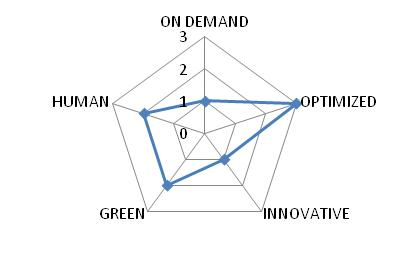 ON DEMAND
3
2
HUMAN
1
OPTIMIZED
0
GREEN
INNOVATIVE